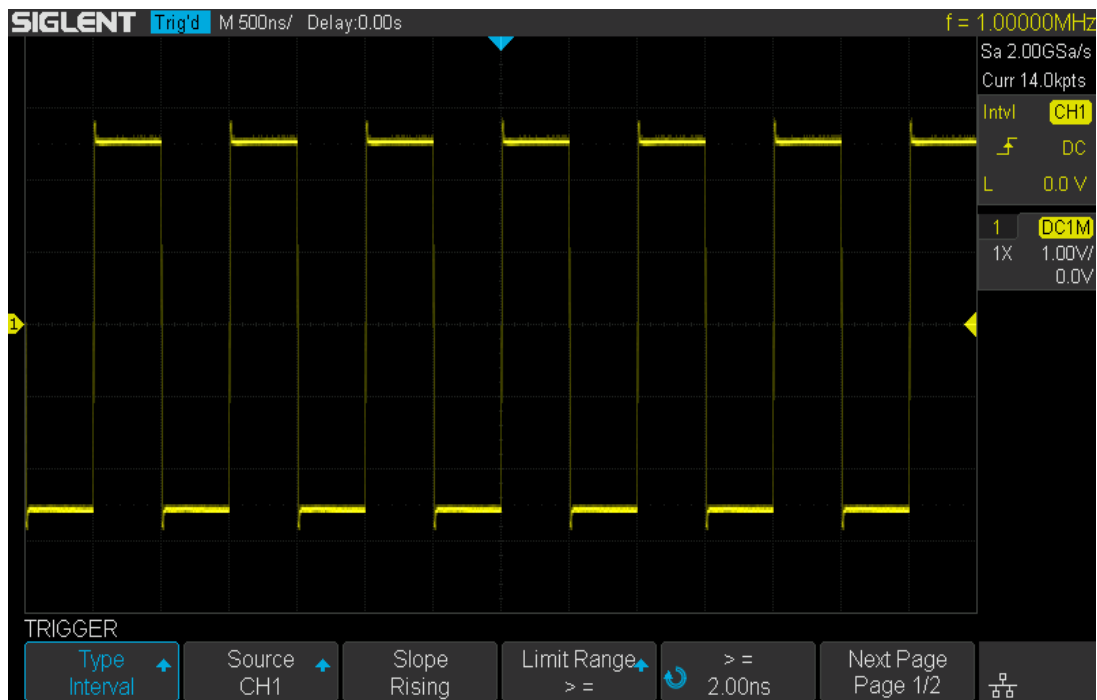 SIGLENT Trig'd M 500ns/ Delay:0.00s f = 1.00000MHz
Sa 2.00GSa/s
Curr 14.0kpts
Intvl CH1
DC
L 0.0 V
1 DC1M
1X 1.00V/
0.0V
1
TRIGGER
Type Source Slope Limit Range > = Next Page
Interval CH1 Rising > = 2.00ns Page 1/2